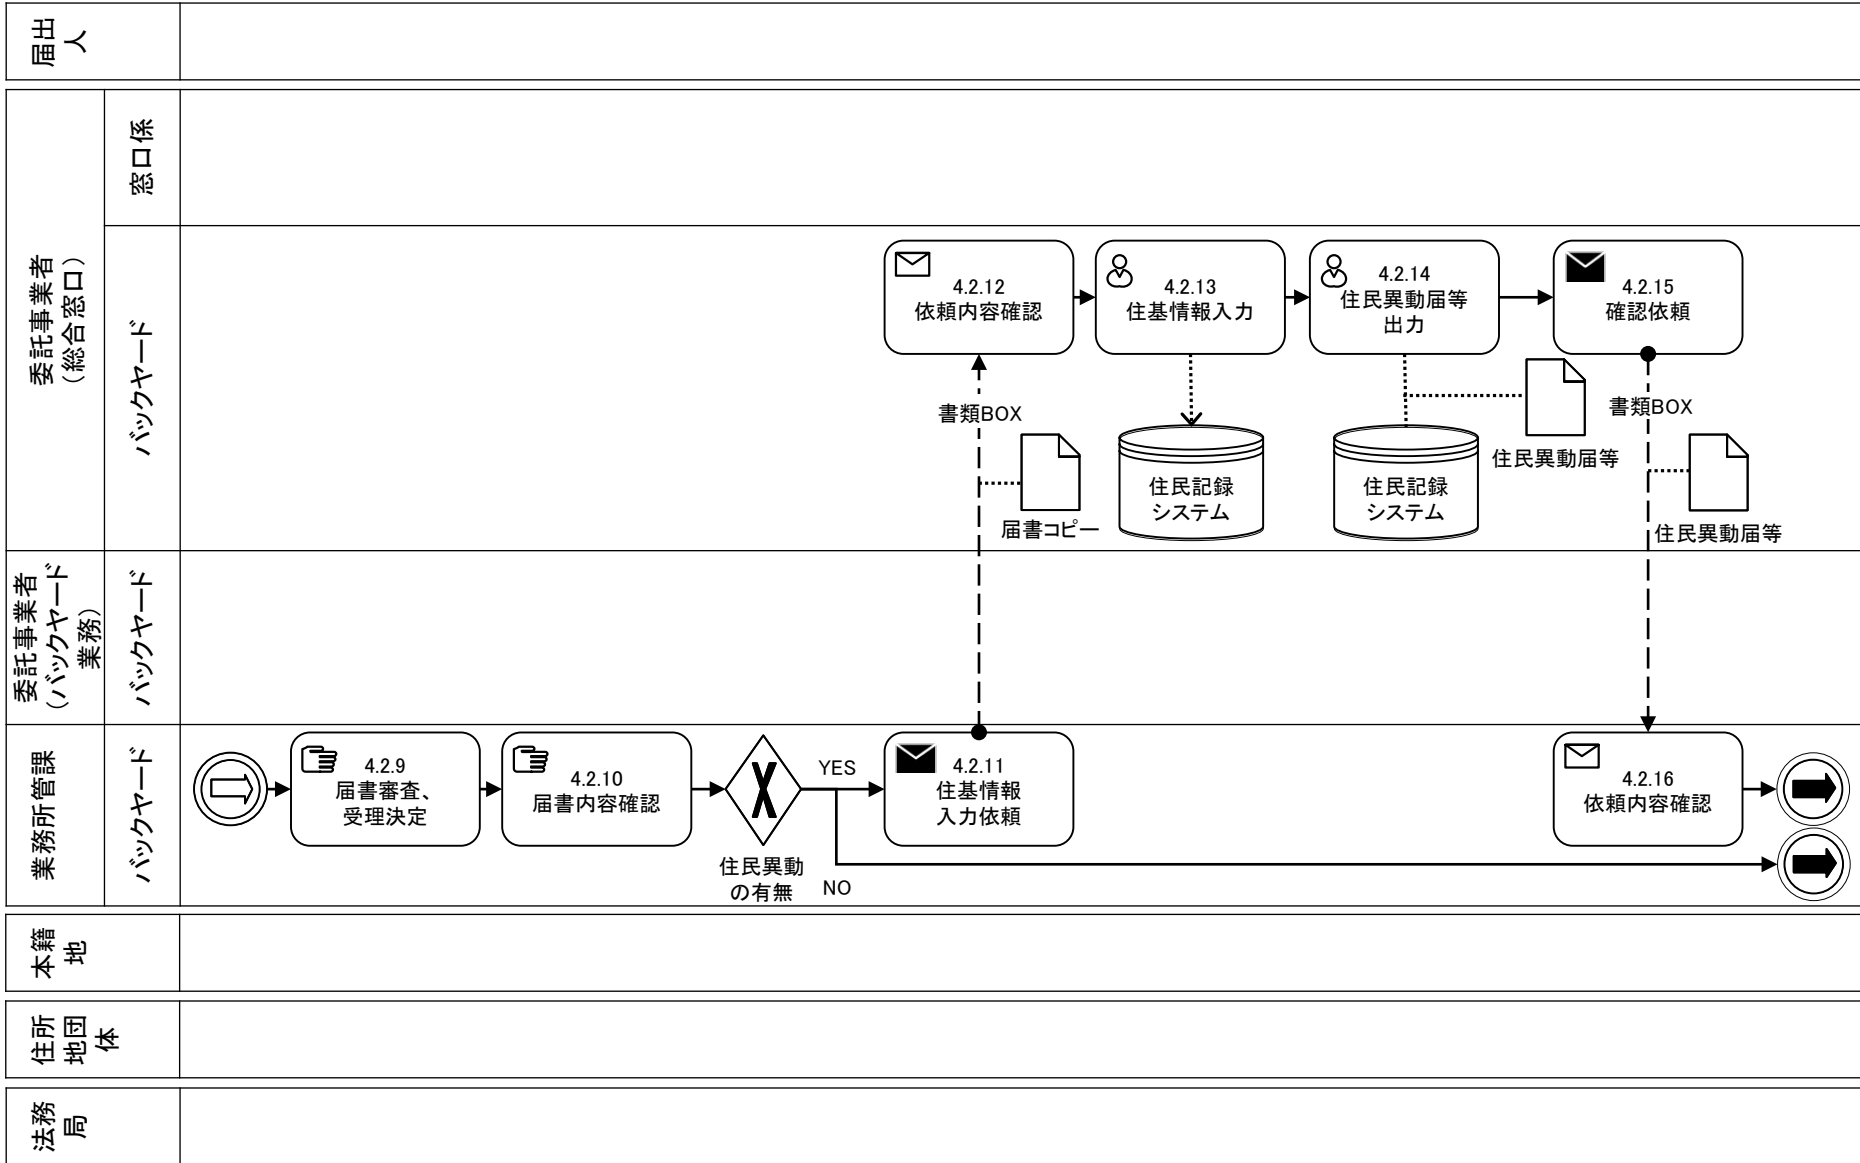 届出
人
委託事業者
（総合窓口）
窓口係
バックヤード
4.2.12
依頼内容確認
4.2.13
住基情報入力
4.2.14
住民異動届等
出力
4.2.15
確認依頼
書類BOX
届書コピー
住民記録
システム
住民記録
システム
住民異動届等
書類BOX
住民異動届等
委託事業者
（バックヤード
業務）
バックヤード
業務所管課
バックヤード
4.2.9
届書審査、
受理決定
4.2.10
届書内容確認
住民異動
の有無
YES
NO
4.2.11
住基情報
入力依頼
4.2.16
依頼内容確認
本籍
地
住所
地団
体
法務
局